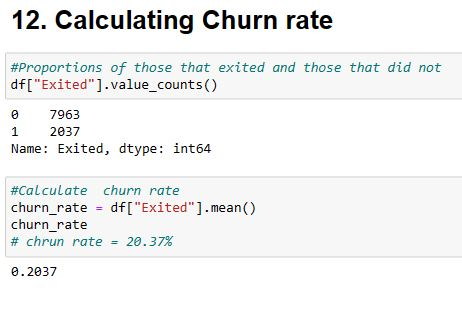 12. Calculating Churn rate
#Proportions of those that exited and those that did not
df["Exited"].value_counts()
0    7963
1    2037
Name: Exited, dtype: int64
#Calculate  churn rate
churn_rate = df["Exited"].mean()
churn_rate
# chrun rate = 20.37%
0.2037